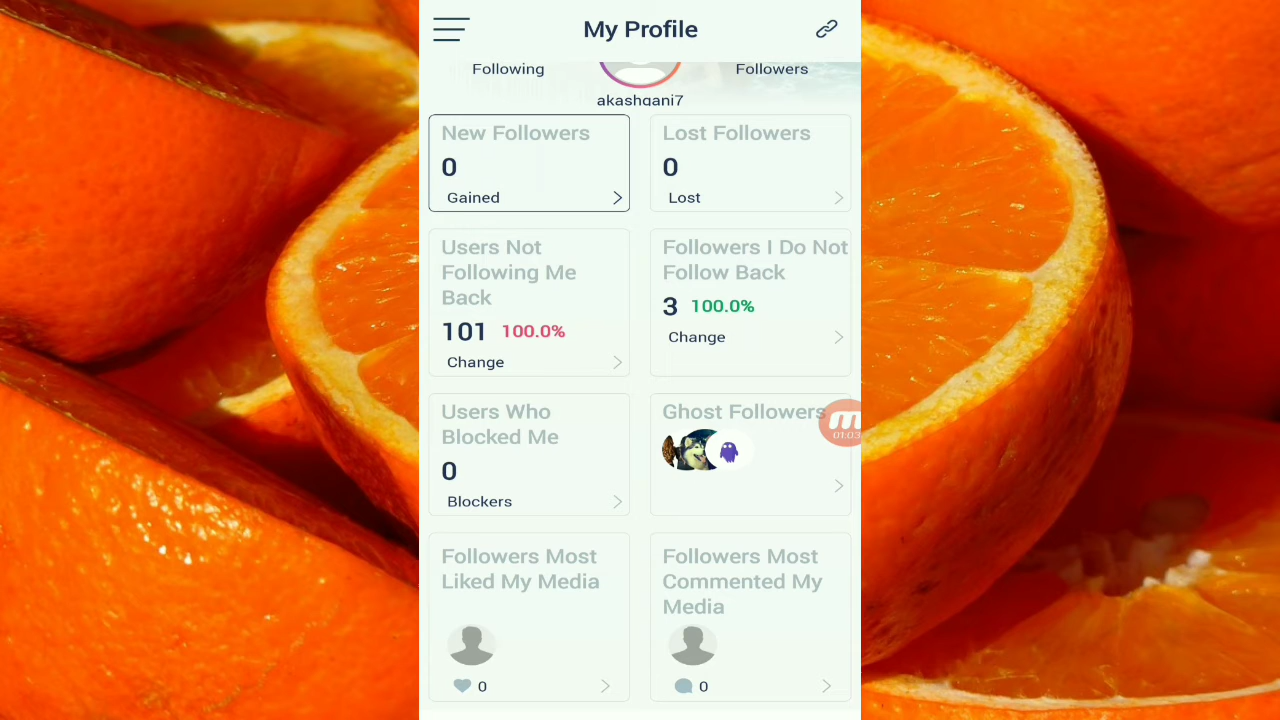 My Profile
Following
Followers
akashgani7
New Followers
0
Gained
Lost Followers
0
Lost
Users Not
Following Me
Back
101 100.0%
Change
Followers I Do Not
Follow Back
3 100.0%
Change
Users Who
Blocked Me
0
Blockers
Ghost Followers
01:03
Followers Most
Liked My Media
0
Followers Most
Commented My
Media
0